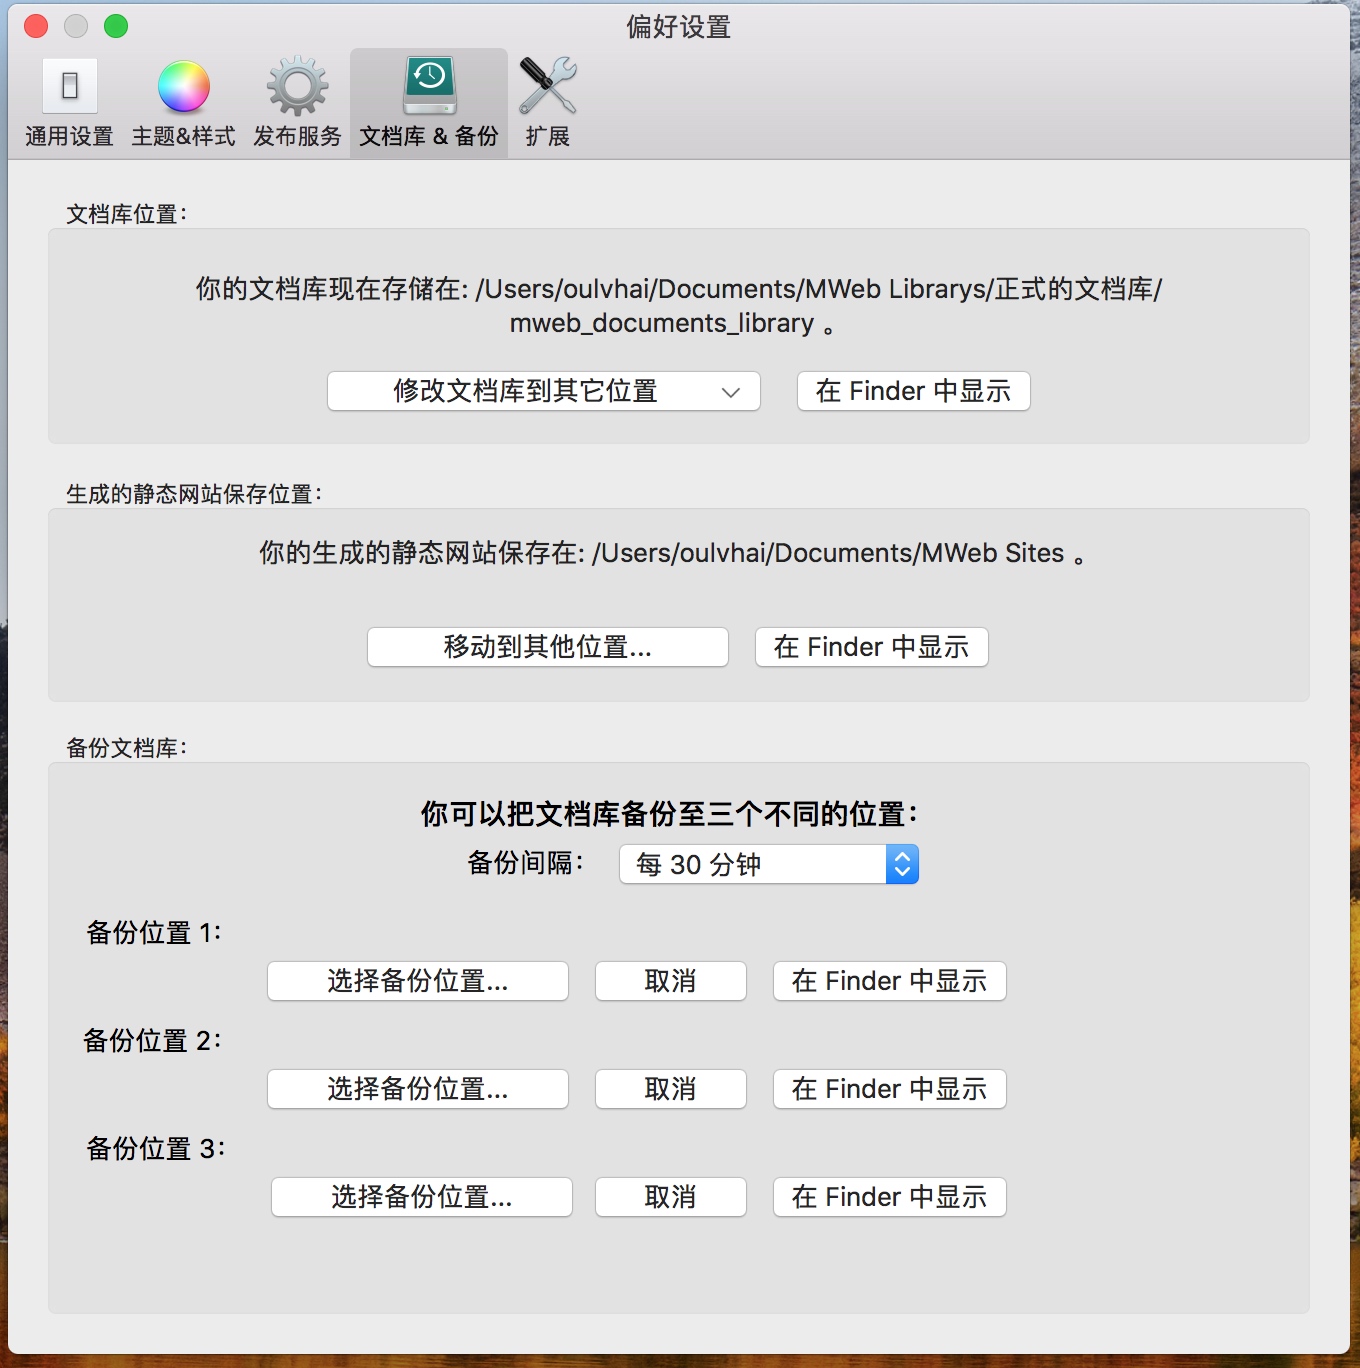 偏好设置
通用设置 主题&样式 发布服务 文档库 & 备份 扩展
文档库位置：
你的文档库现在存储在: /Users/oulvhai/Documents/MWeb Librarys/正式的文档库/
mweb_documents_library 。
修改文档库到其它位置 在 Finder 中显示
生成的静态网站保存位置：
你的生成的静态网站保存在: /Users/oulvhai/Documents/MWeb Sites 。
移动到其他位置... 在 Finder 中显示
备份文档库：
你可以把文档库备份至三个不同的位置：
备份间隔： 每 30 分钟
备份位置 1：
选择备份位置... 取消 在 Finder 中显示
备份位置 2：
选择备份位置... 取消 在 Finder 中显示
备份位置 3：
选择备份位置... 取消 在 Finder 中显示